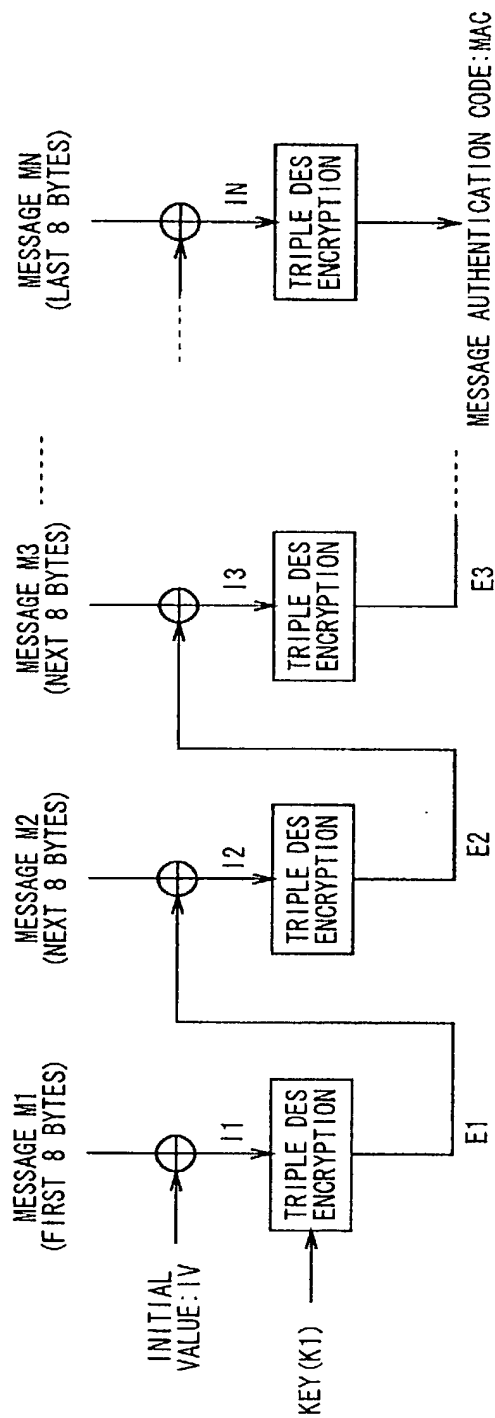 MESSAGE M1
(FIRST 8 BYTES)
MESSAGE M2
(NEXT 8 BYTES)
MESSAGE M3
(NEXT 8 BYTES)
MESSAGE MN
(LAST 8 BYTES)
INITIAL
VALUE:IV
I1
I2
I3
IN
KEY(K1)
TRIPLE DES
ENCRYPTION
TRIPLE DES
ENCRYPTION
TRIPLE DES
ENCRYPTION
TRIPLE DES
ENCRYPTION
E1
E2
E3
MESSAGE AUTHENTICATION CODE:MAC